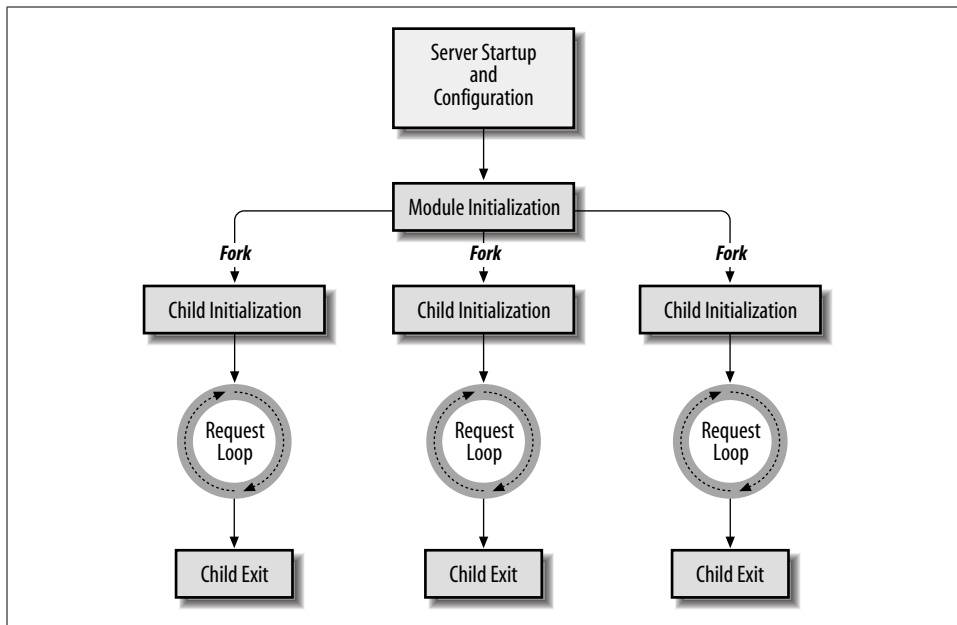 Server Startup
and
Configuration
Module Initialization
Fork
Fork
Fork
Child Initialization
Child Initialization
Child Initialization
Request
Loop
Request
Loop
Request
Loop
Child Exit
Child Exit
Child Exit